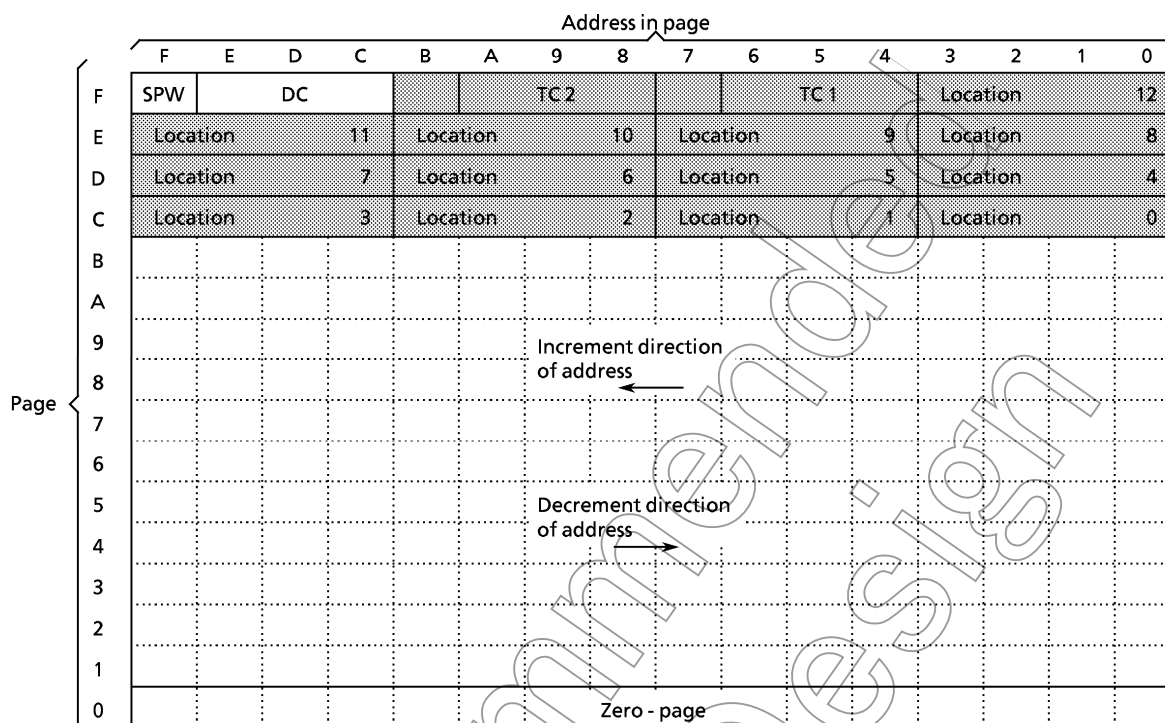 Address in page
F E D C B A 9 8 7 6 5 4 3 2 1 0
F SPW DC TC 2 TC 1 Location 12
E Location 11 Location 10 Location 9 Location 8
D Location 7 Location 6 Location 5 Location 4
C Location 3 Location 2 Location 1 Location 0
B
A
9
Increment direction
of address
8
Page
7
6
5
Decrement direction
of address
4
3
2
1
0 Zero - page
mmended
Design